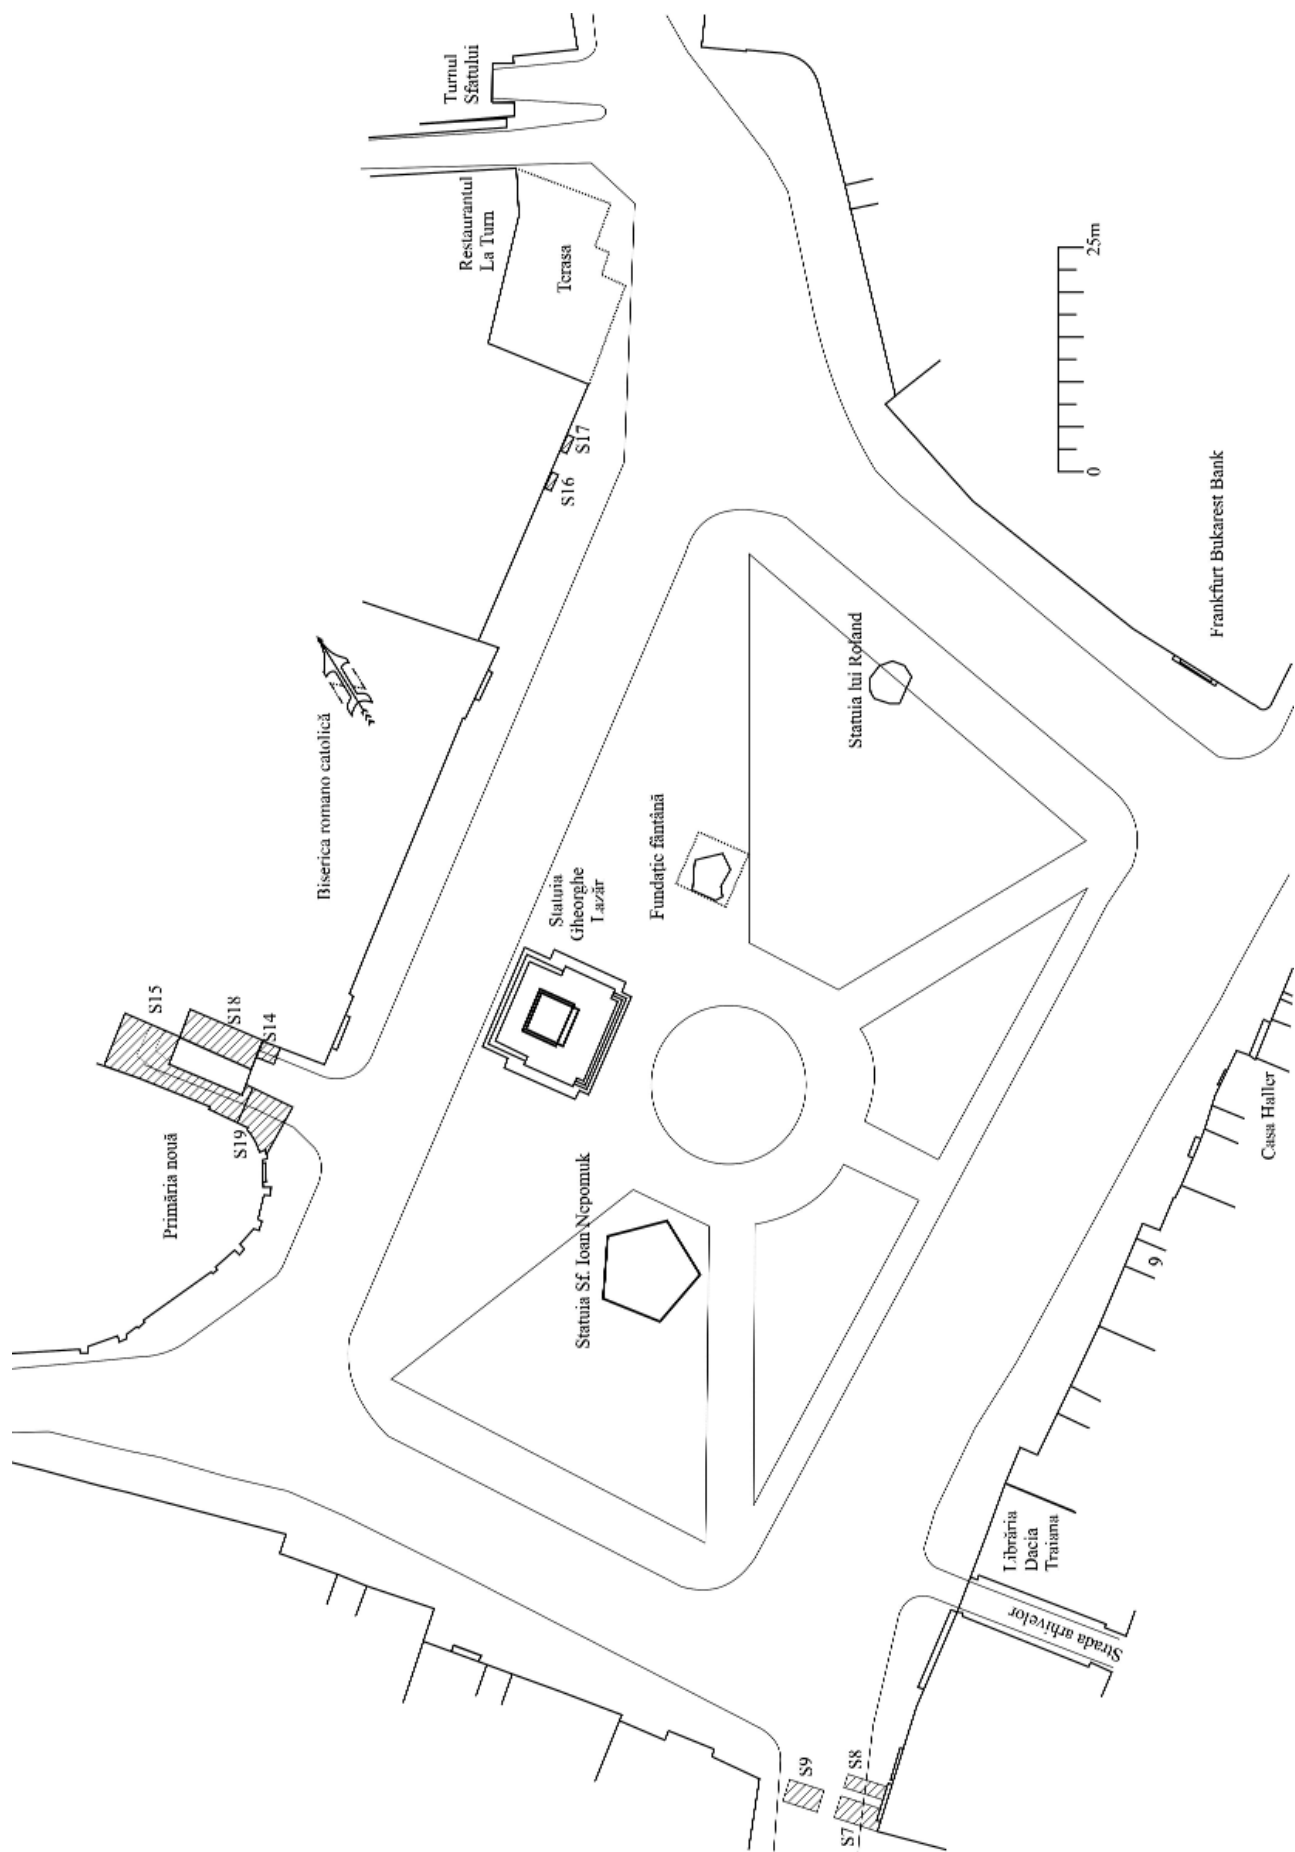 Turnul
Sfatului
Restaurantul
La Turn
Terasa
S17
S16
0
25m
Frankfurt Bukarest Bank
Statuia lui Roland
Biserica romano catolică
Fundație fântână
Statuia
Gheorghe
Lazăr
S15
S18
S14
S19
Primăria nouă
Statuia Sf. Ioan Nepomuk
Casa Haller
9
Librăria
Dacia
Traiana
Strada arhivelor
S9
S8
S7